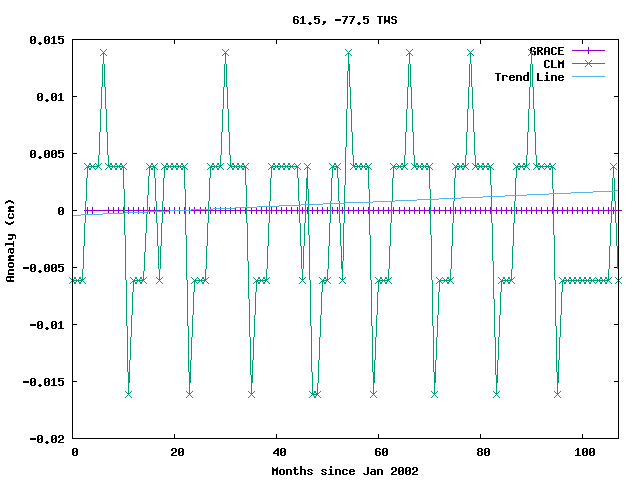 61.5, -77.5 TWS
GRACE
CLM
Trend Line
0.015
0.01
0.005
0
-0.005
-0.01
-0.015
-0.02
Anomaly (cm)
0 20 40 60 80 100
Months since Jan 2002